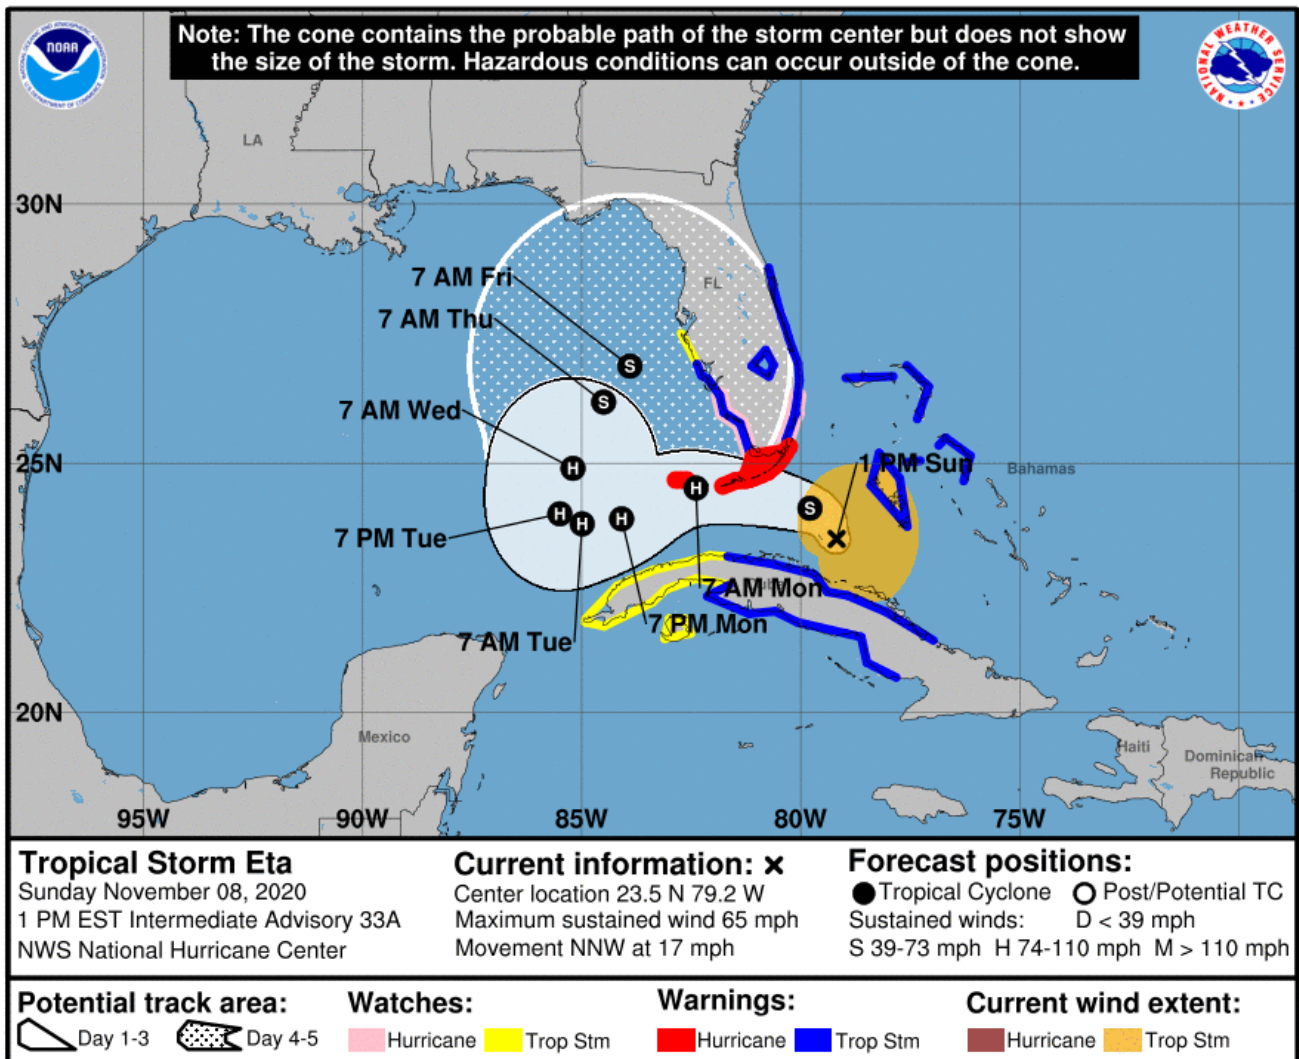 Note: The cone contains the probable path of the storm center but does not show
the size of the storm. Hazardous conditions can occur outside of the cone.
NOAA
NATIONAL WEATHER SERVICE
LA
30N
7 AM Fri
FL
7 AM Thu
S
7 AM Wed
S
25N
H
1 PM Sun
Bahamas
H
S
7 PM Tue
H
H
H
7 AM Mon
7 PM Mon
7 AM Tue
20N
Mexico
Haiti
Dominican
Republic
95W
90W
85W
80W
75W
Tropical Storm Eta
Sunday November 08, 2020
1 PM EST Intermediate Advisory 33A
NWS National Hurricane Center
Current information: ×
Center location 23.5 N 79.2 W
Maximum sustained wind 65 mph
Movement NNW at 17 mph
Forecast positions:
Tropical Cyclone
Post/Potential TC
Sustained winds: D < 39 mph
S 39-73 mph H 74-110 mph M > 110 mph
Potential track area:
Day 1-3
Day 4-5
Watches:
Hurricane
Trop Stm
Warnings:
Hurricane
Trop Stm
Current wind extent:
Hurricane
Trop Stm